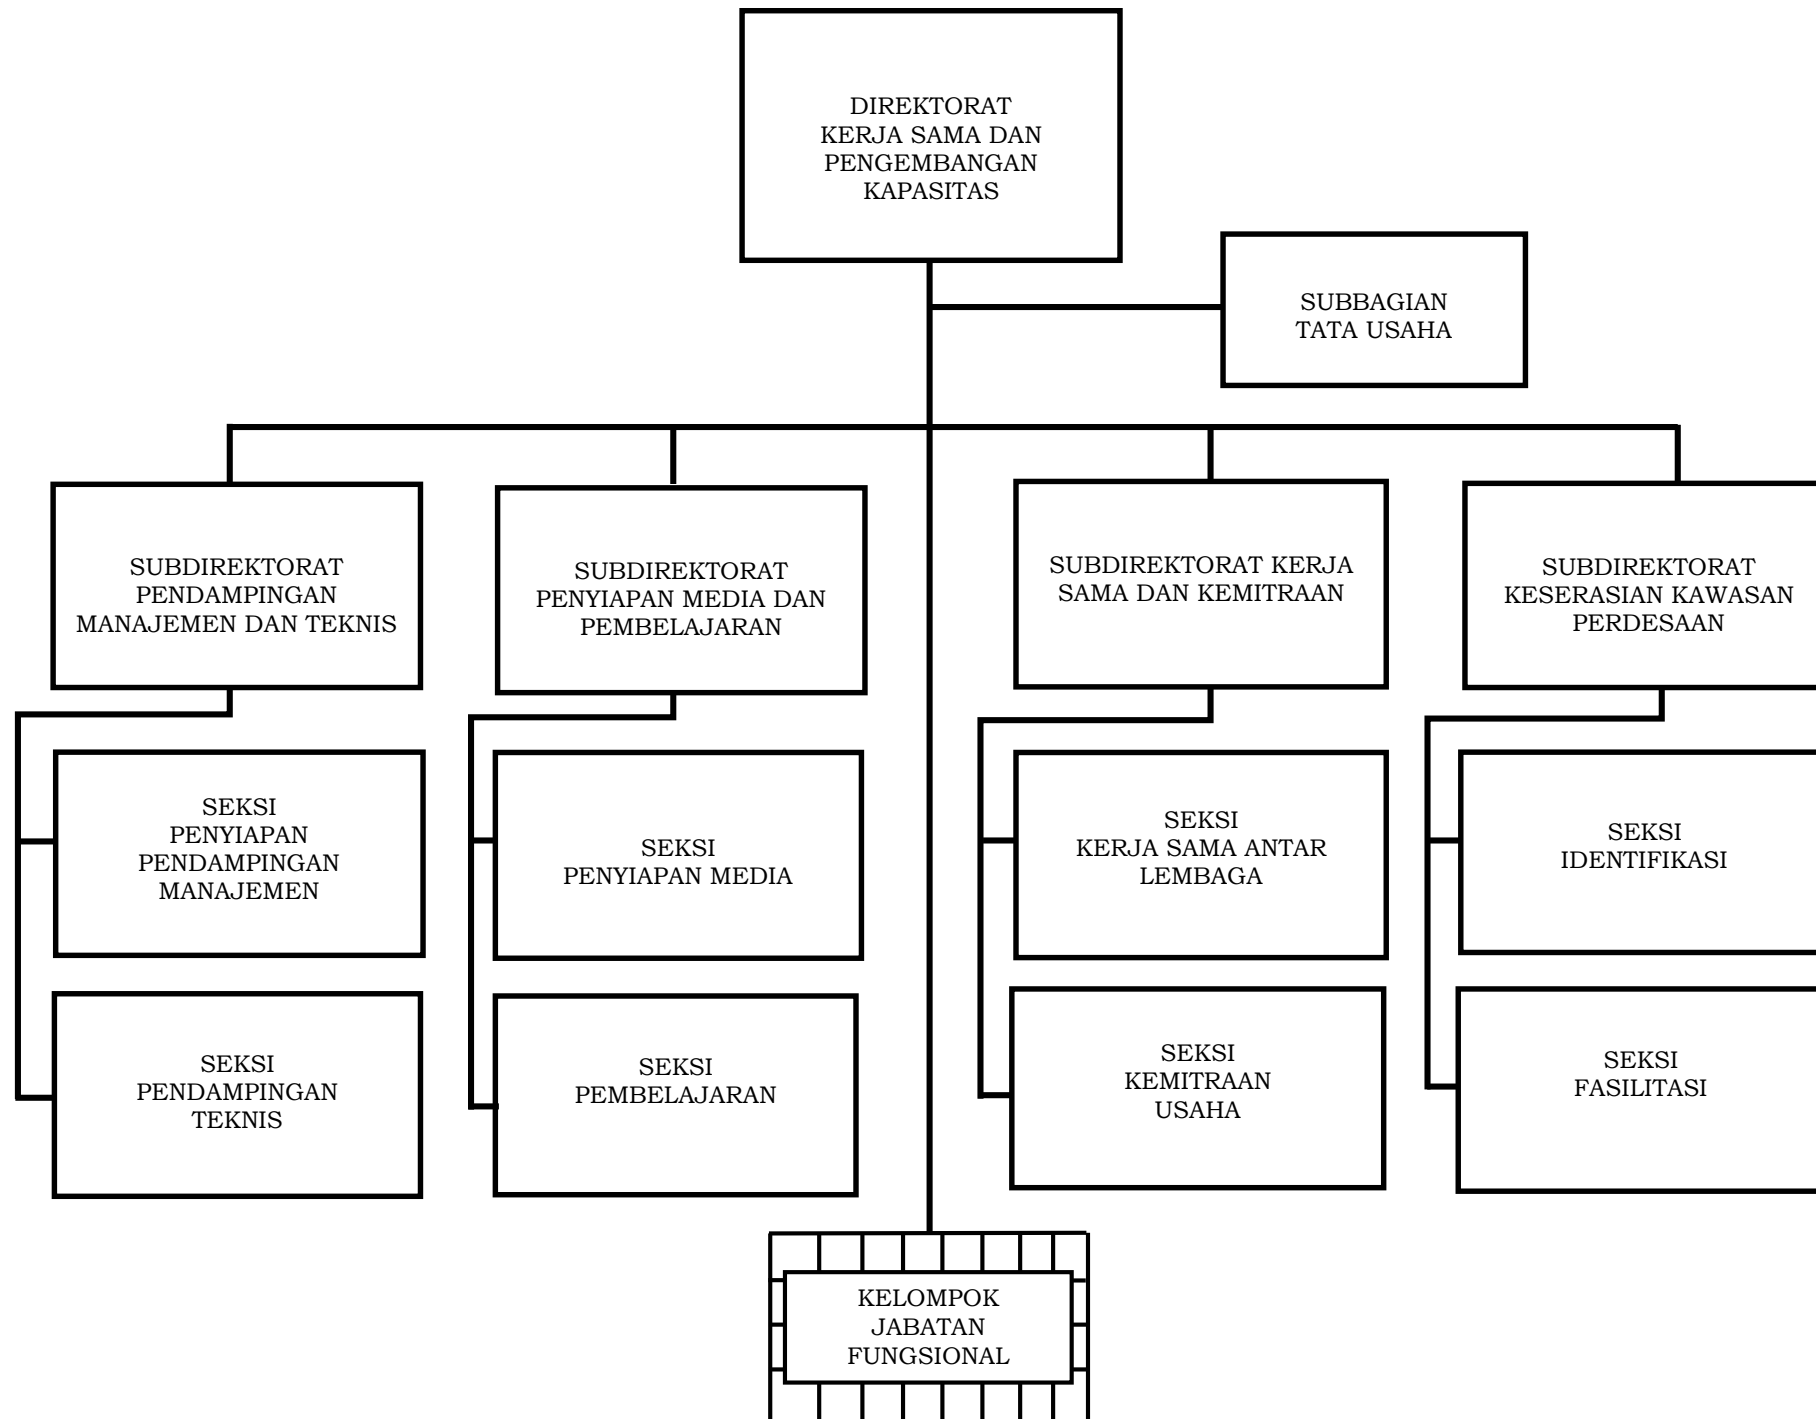 DIREKTORAT
KERJA SAMA DAN
PENGEMBANGAN
KAPASITAS
SUBBAGIAN
TATA USAHA
SUBDIREKTORAT
PENDAMPINGAN
MANAJEMEN DAN TEKNIS
SUBDIREKTORAT
PENYIAPAN MEDIA DAN
PEMBELAJARAN
SUBDIREKTORAT KERJA
SAMA DAN KEMITRAAN
SUBDIREKTORAT
KESERASIAN KAWASAN
PERDESAAN
SEKSI
PENYIAPAN
PENDAMPINGAN
MANAJEMEN
SEKSI
PENYIAPAN MEDIA
SEKSI
KERJA SAMA ANTAR
LEMBAGA
SEKSI
IDENTIFIKASI
SEKSI
PENDAMPINGAN
TEKNIS
SEKSI
PEMBELAJARAN
SEKSI
KEMITRAAN
USAHA
SEKSI
FASILITASI
KELOMPOK
JABATAN
FUNGSIONAL